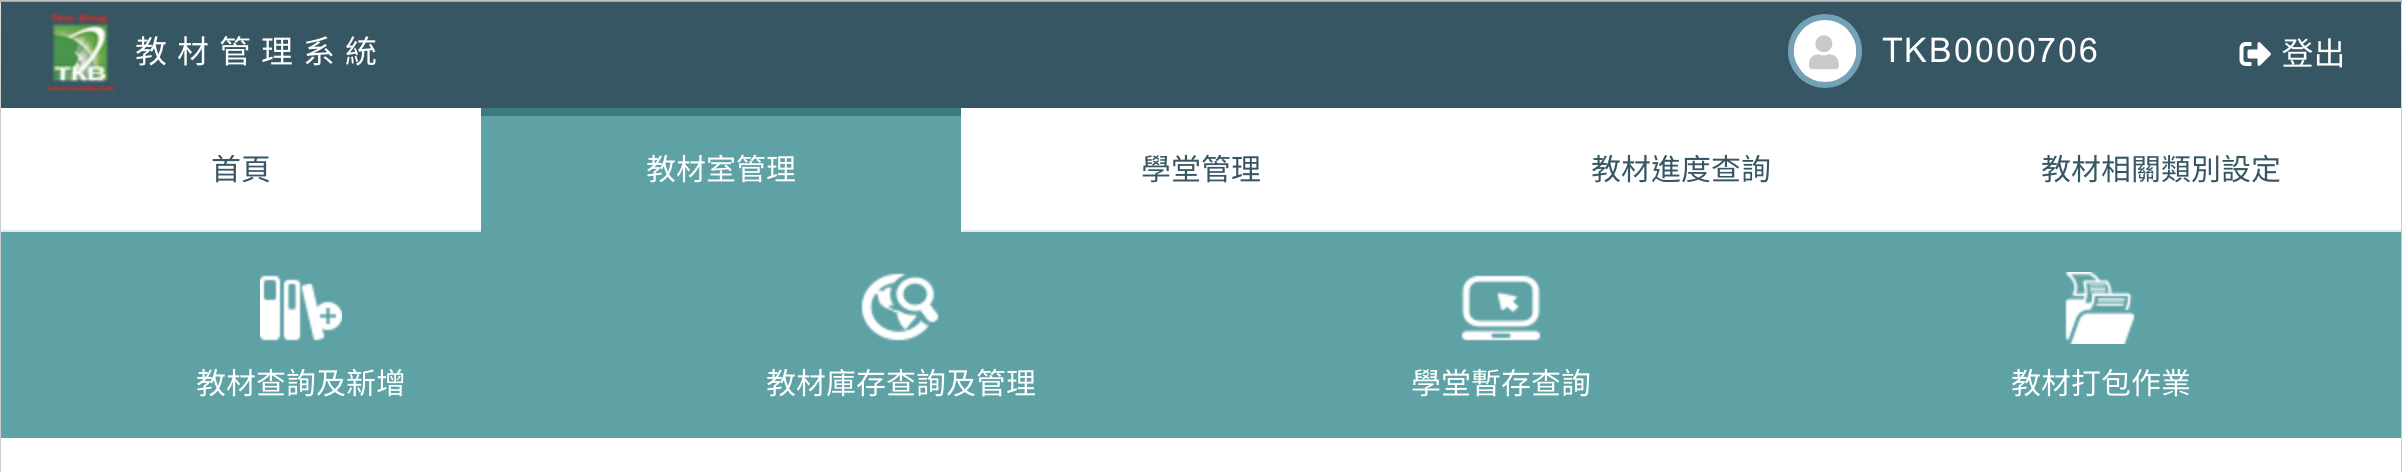 TKB
教材管理系統
TKB0000706
登出
首頁
教材室管理
學堂管理
教材進度查詢
教材相關類別設定
教材查詢及新增
教材庫存查詢及管理
學堂暫存查詢
教材打包作業